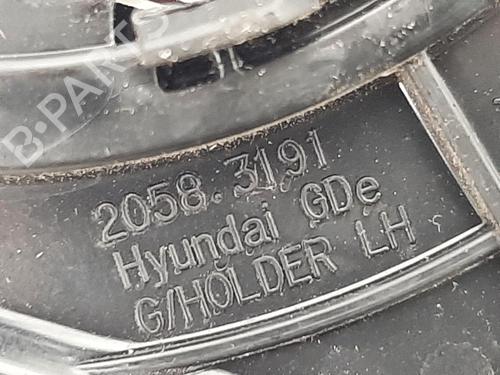 B-PARTS
2058.3191
Hyundai GDe
G/HOLDER LH